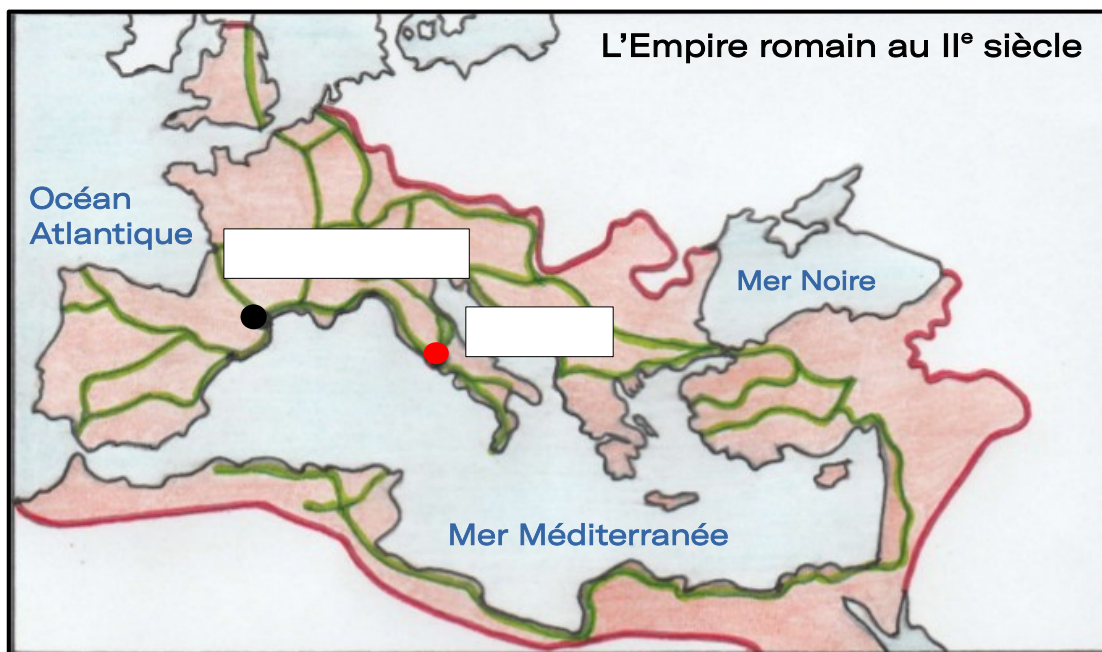 L'Empire romain au IIe siècle
Océan
Atlantique
Mer Noire
Mer Méditerranée